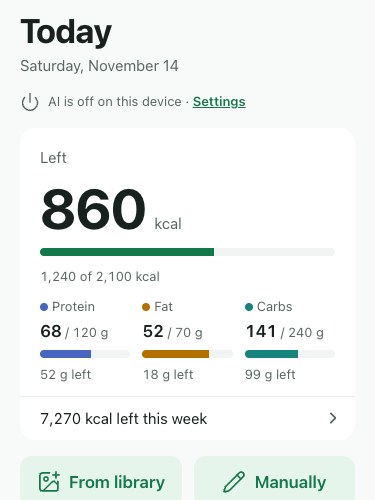 Today
Saturday, November 14
AI is off on this device · Settings
Left
860 kcal
1,240 of 2,100 kcal
Protein Fat Carbs
68 / 120 g 52 / 70 g 141 / 240 g
52 g left 18 g left 99 g left
7,270 kcal left this week
From library Manually